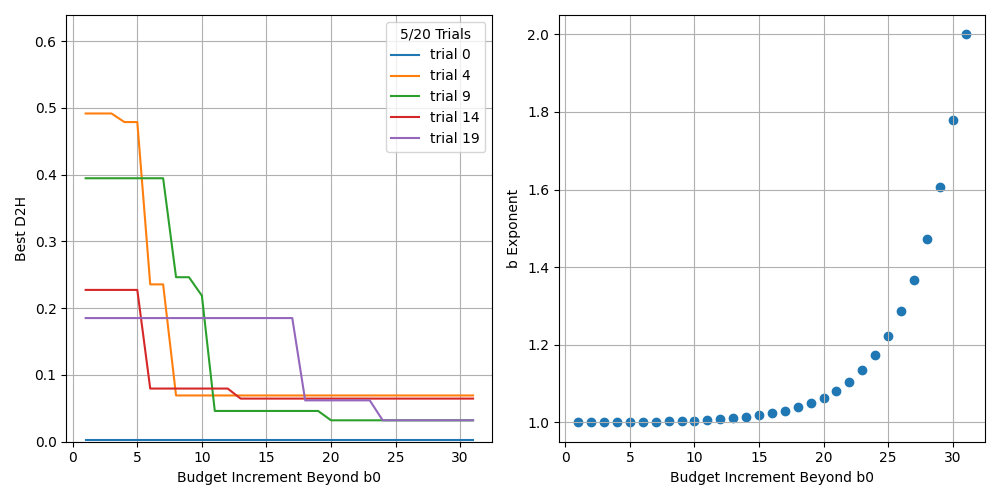 5/20 Trials
trial 0
trial 4
trial 9
trial 14
trial 19
Best D2H
0.6
0.5
0.4
0.3
0.2
0.1
0.0
0 5 10 15 20 25 30
Budget Increment Beyond b0
b Exponent
2.0
1.8
1.6
1.4
1.2
1.0
0 5 10 15 20 25 30
Budget Increment Beyond b0